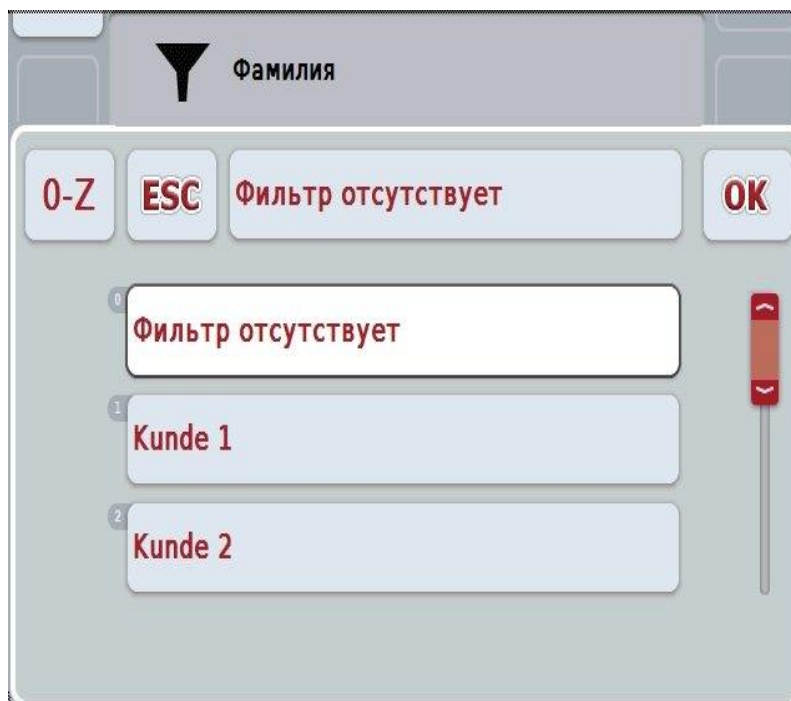 Фамилия
0-Z
ESC
Фильтр отсутствует
OK
0
Фильтр отсутствует
1
Kunde 1
2
Kunde 2